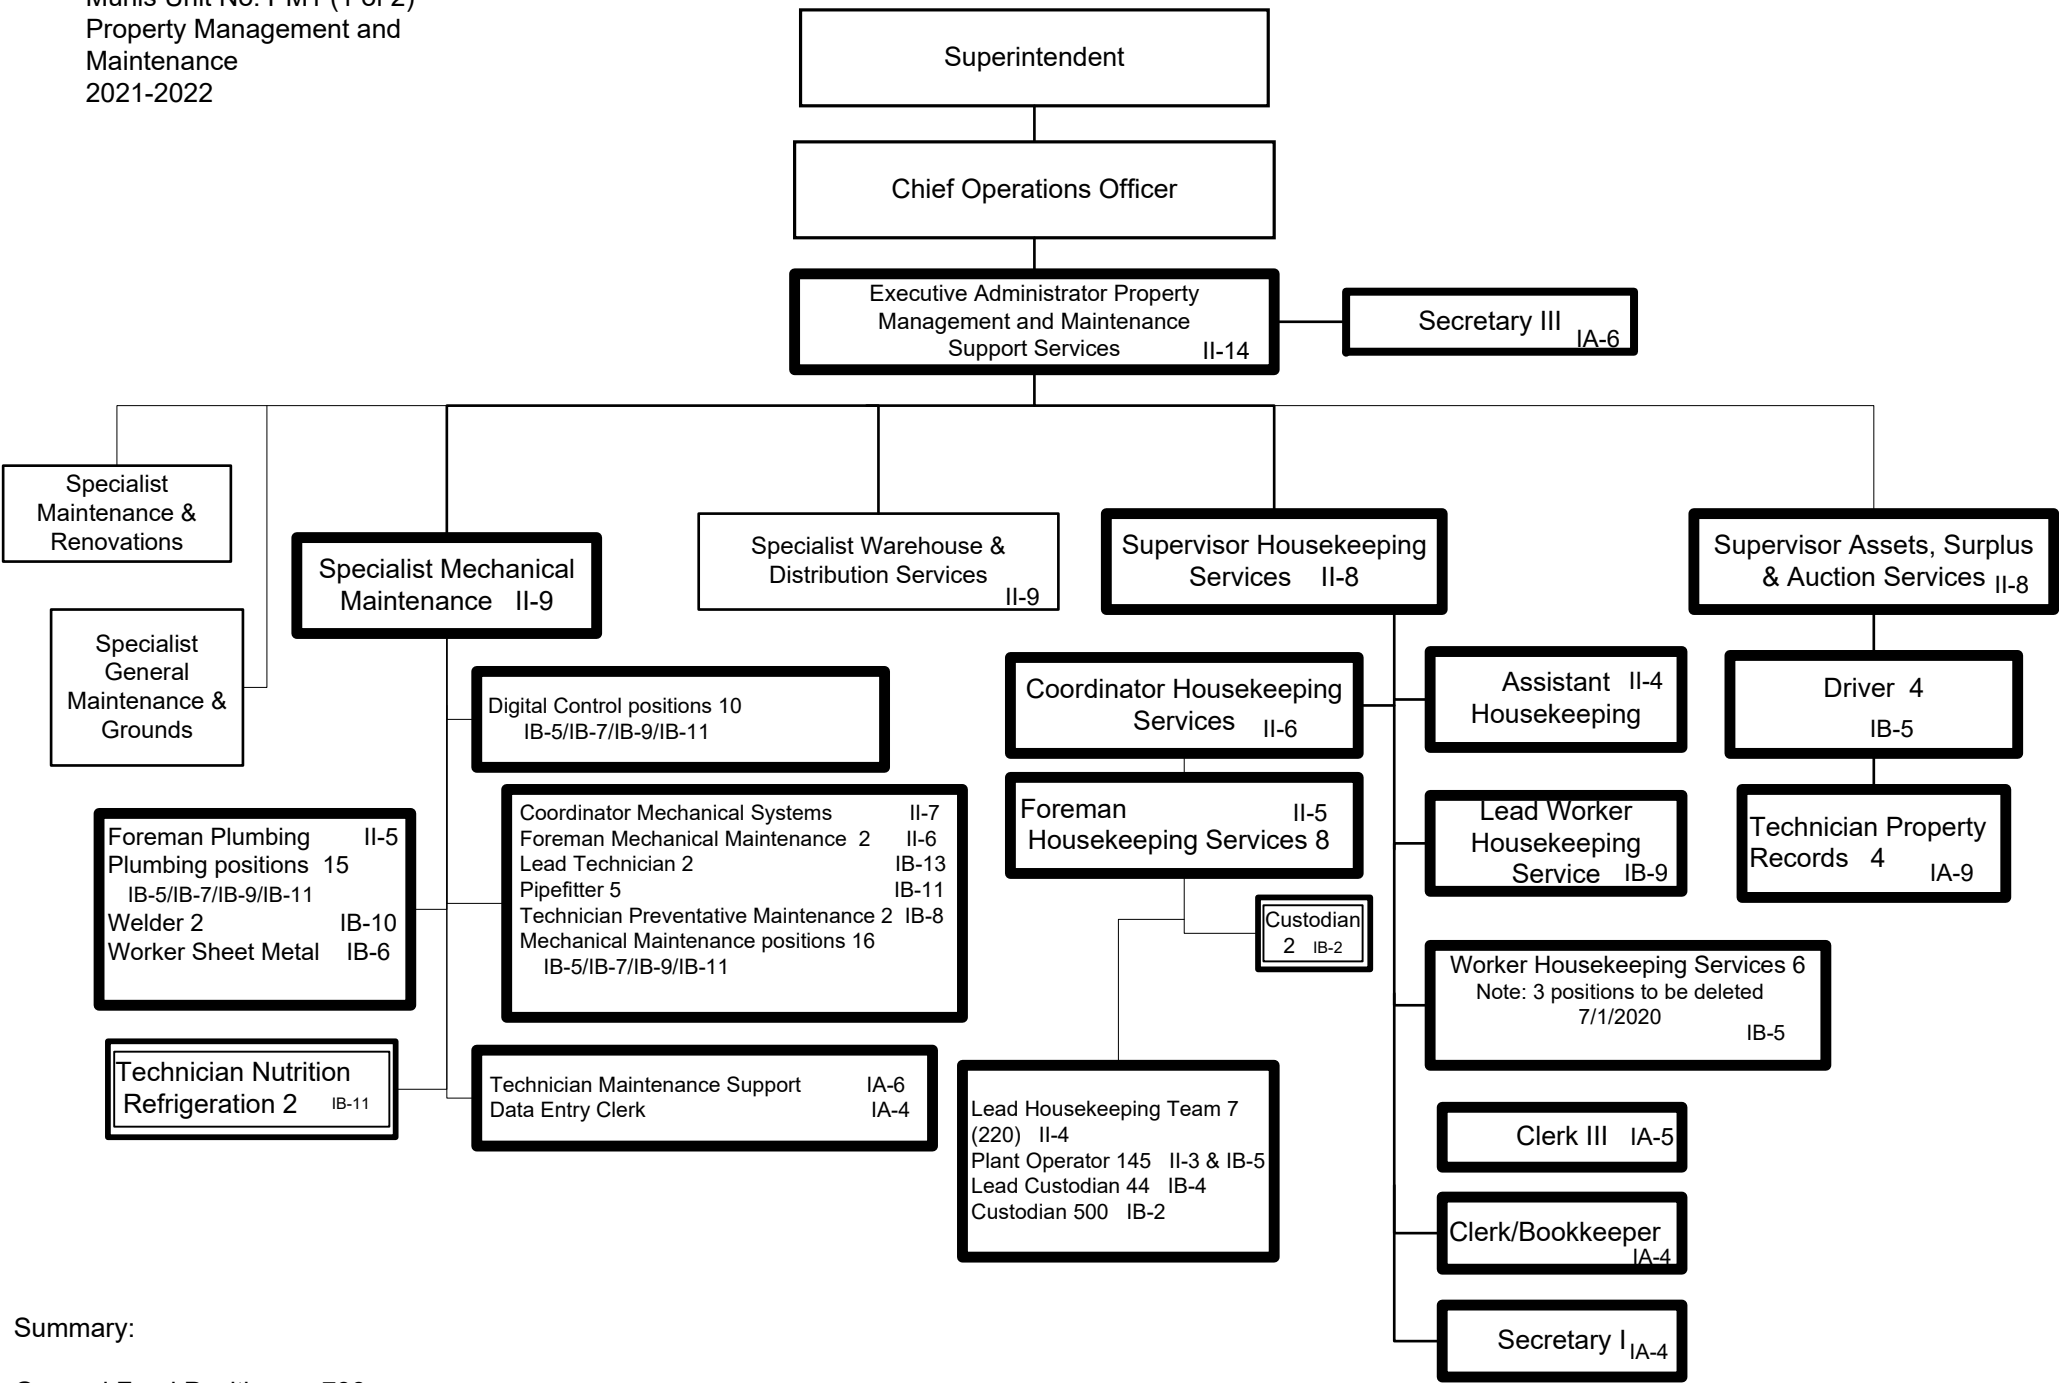 Munis Unit No. PM1 (1 of 2)
Property Management and
Maintenance
2021-2022
Superintendent
Chief Operations Officer
Executive Administrator Property
Management and Maintenance
Support Services II-14
Secretary III IA-6
Specialist
Maintenance &
Renovations
Specialist
General
Maintenance &
Grounds
Specialist Mechanical
Maintenance II-9
Specialist Warehouse &
Distribution Services
II-9
Supervisor Housekeeping
Services II-8
Supervisor Assets, Surplus
& Auction Services II-8
Digital Control positions 10
IB-5/IB-7/IB-9/IB-11
Foreman Plumbing II-5
Plumbing positions 15
IB-5/IB-7/IB-9/IB-11
Welder 2 IB-10
Worker Sheet Metal IB-6
Coordinator Mechanical Systems II-7
Foreman Mechanical Maintenance 2 II-6
Lead Technician 2 IB-13
Pipefitter 5 IB-11
Technician Preventative Maintenance 2 IB-8
Mechanical Maintenance positions 16
IB-5/IB-7/IB-9/IB-11
Technician Nutrition
Refrigeration 2 IB-11
Technician Maintenance Support IA-6
Data Entry Clerk IA-4
Coordinator Housekeeping
Services II-6
Foreman II-5
Housekeeping Services 8
Custodian
2 IB-2
Lead Housekeeping Team 7
(220) II-4
Plant Operator 145 II-3 & IB-5
Lead Custodian 44 IB-4
Custodian 500 IB-2
Assistant II-4
Housekeeping
Lead Worker
Housekeeping
Service IB-9
Worker Housekeeping Services 6
Note: 3 positions to be deleted
7/1/2020
IB-5
Clerk III IA-5
Clerk/Bookkeeper
IA-4
Secretary I IA-4
Driver 4
IB-5
Technician Property
Records 4 IA-9
Summary: